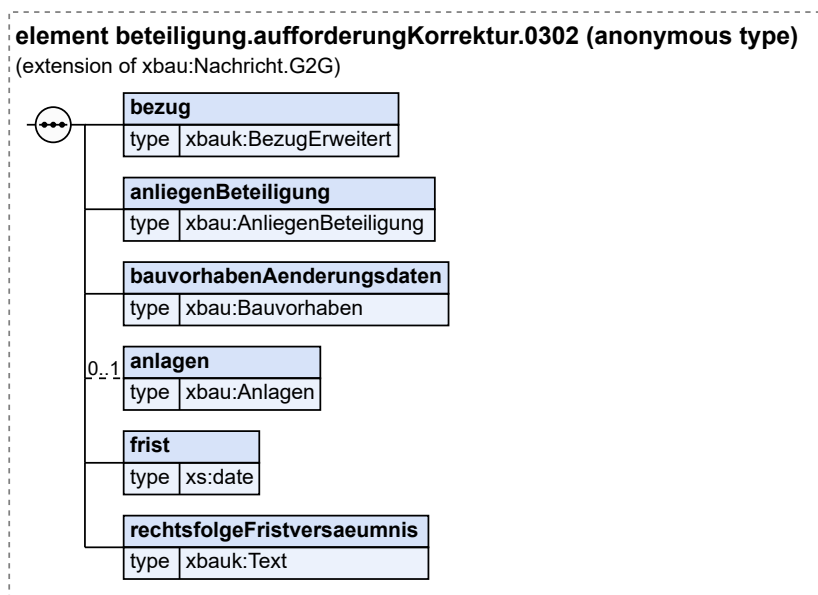 element beteiligung.aufforderungKorrektur.0302 (anonymous type)
(extension of xbau:Nachricht.G2G)
bezug
type xbauk:BezugErweitert
anliegenBeteiligung
type xbau:AnliegenBeteiligung
bauvorhabenAenderungsdaten
type xbau:Bauvorhaben
0..1 anlagen
type xbau:Anlagen
frist
type xs:date
rechtsfolgeFristversaeumnis
type xbauk:Text